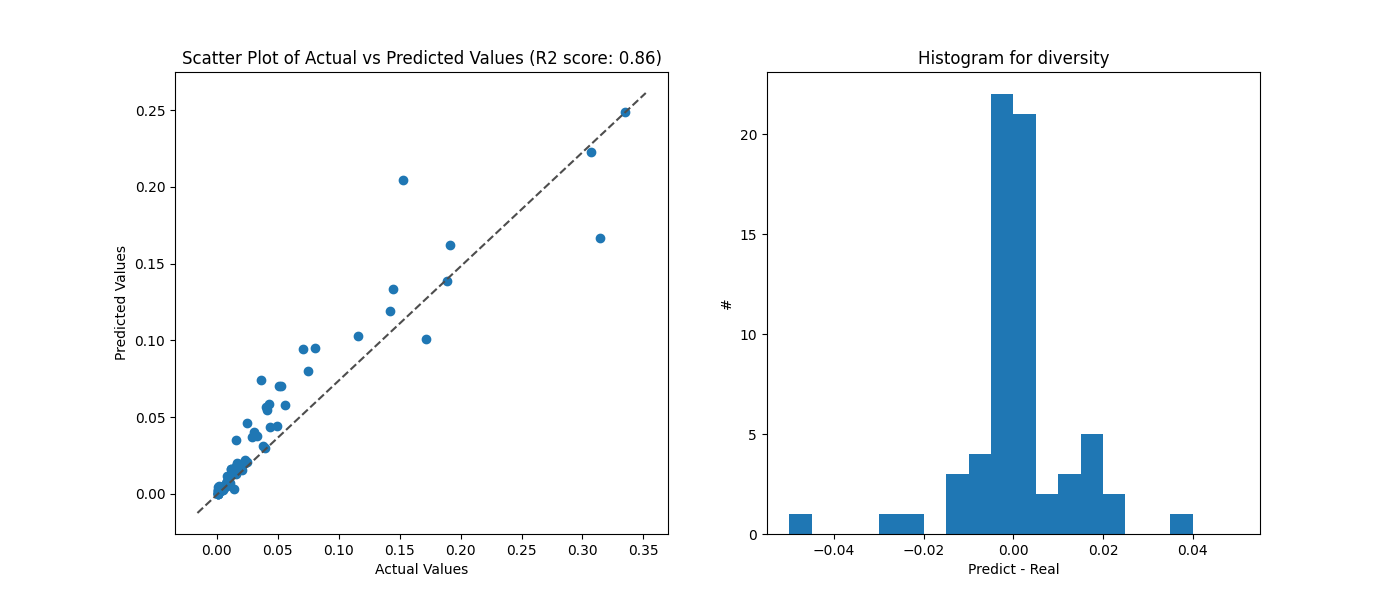 Scatter Plot of Actual vs Predicted Values (R2 score: 0.86)
0.25
0.20
0.15
0.10
0.05
0.00
Predicted Values
0.00 0.05 0.10 0.15 0.20 0.25 0.30 0.35
Actual Values
Histogram for diversity
20
15
10
5
0
#
−0.04 −0.02 0.00 0.02 0.04
Predict - Real